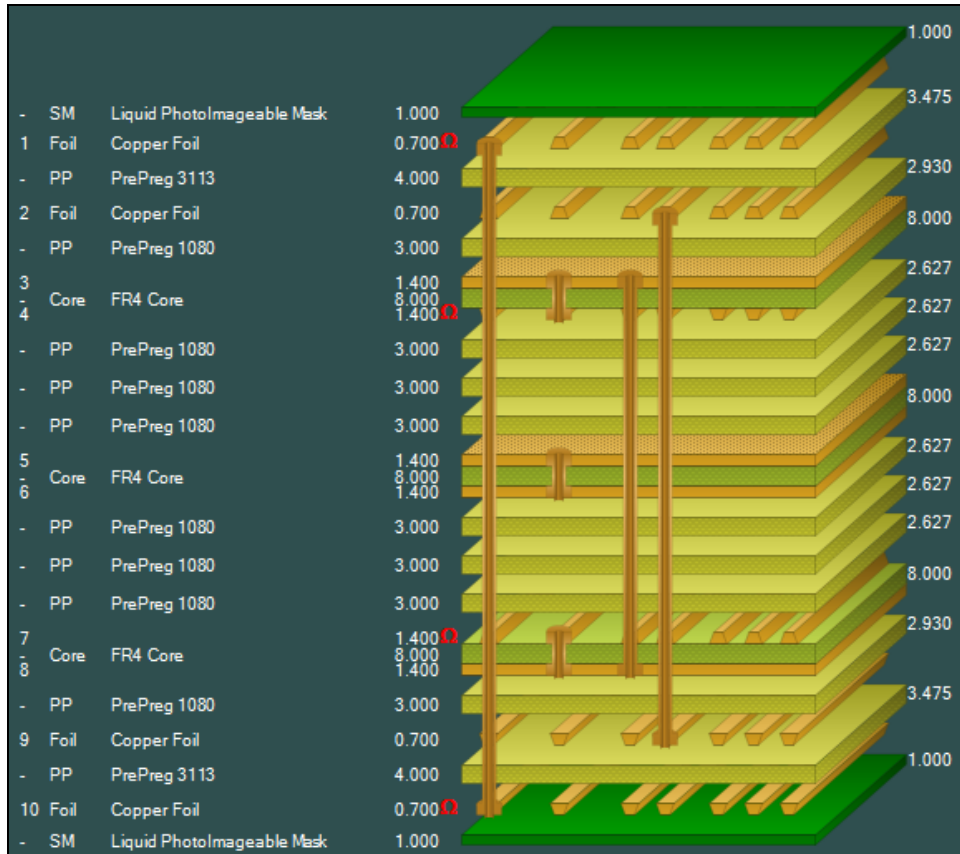 - SM Liquid PhotoImageable Mask 1.000 1.000
1 Foil Copper Foil 0.700 Ω
- PP PrePreg 3113 4.000 3.475
2 Foil Copper Foil 0.700
- PP PrePreg 1080 3.000 2.930
3 1.400
- Core FR4 Core 8.000 8.000
4 1.400 Ω
- PP PrePreg 1080 3.000 2.627
- PP PrePreg 1080 3.000 2.627
- PP PrePreg 1080 3.000 2.627
5 1.400
- Core FR4 Core 8.000 8.000
6 1.400
- PP PrePreg 1080 3.000 2.627
- PP PrePreg 1080 3.000 2.627
- PP PrePreg 1080 3.000 2.627
7 1.400 Ω
- Core FR4 Core 8.000 8.000
8 1.400
- PP PrePreg 1080 3.000 2.930
9 Foil Copper Foil 0.700
- PP PrePreg 3113 4.000 3.475
10 Foil Copper Foil 0.700 Ω
- SM Liquid PhotoImageable Mask 1.000 1.000